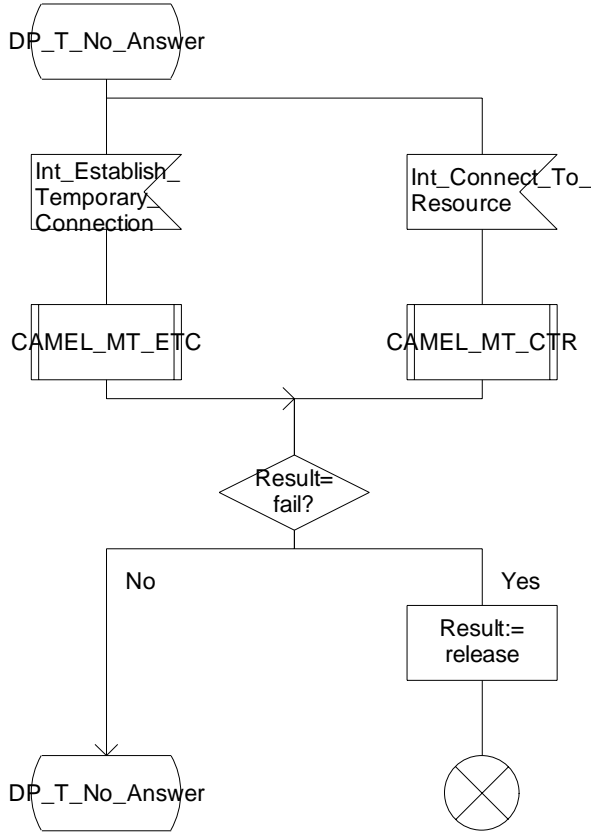 DP_T_No_Answer
Int_Establish_
Temporary_
Connection
Int_Connect_To_
Resource
CAMEL_MT_ETC
CAMEL_MT_CTR
Result=
fail?
No
Yes
Result:=
release
DP_T_No_Answer